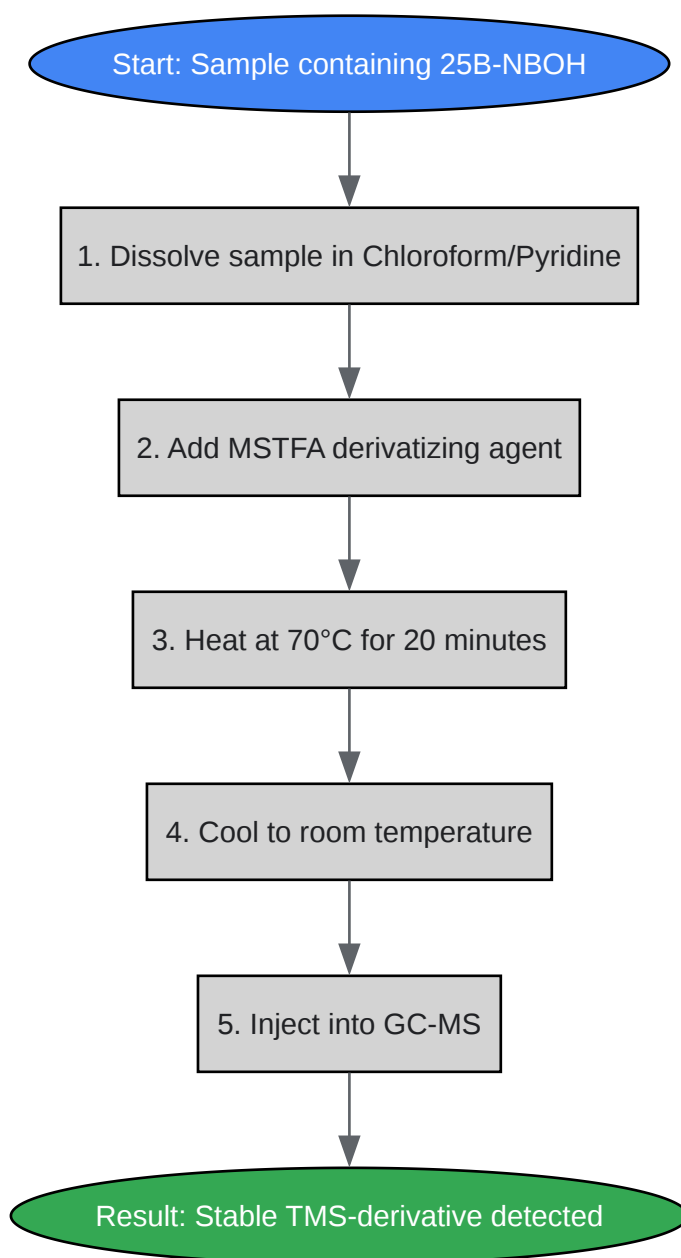 Start: Sample containing 25B-NBOH
1. Dissolve sample in Chloroform/Pyridine
2. Add MSTFA derivatizing agent
3. Heat at 70°C for 20 minutes
4. Cool to room temperature
5. Inject into GC-MS
Result: Stable TMS-derivative detected